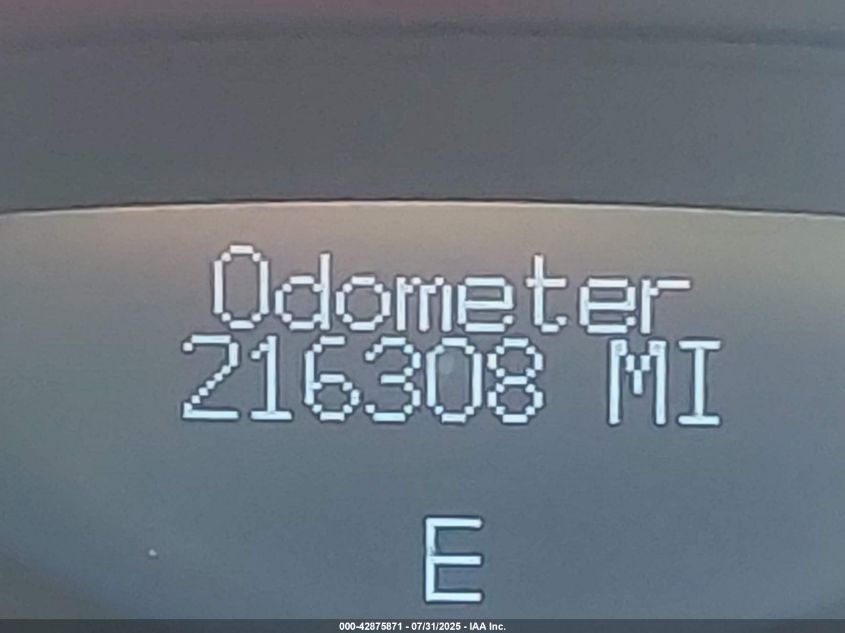 Odometer
216308 MI
E
000-42875871 - 07/31/2025 - IAA Inc.